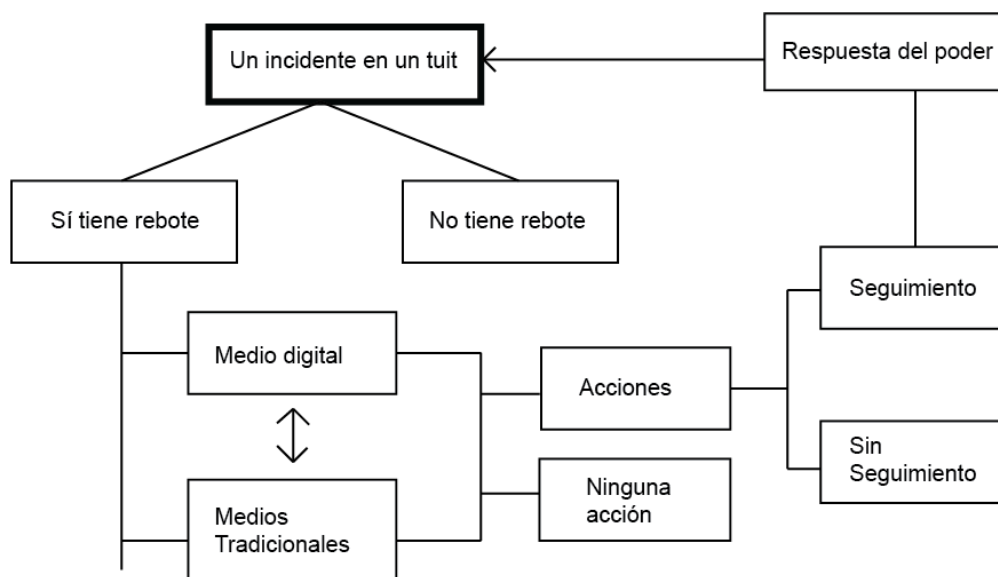 Un incidente en un tuit
Respuesta del poder
Sí tiene rebote
No tiene rebote
Seguimiento
Medio digital
Acciones
Sin
Seguimiento
Ninguna
acción
Medios
Tradicionales